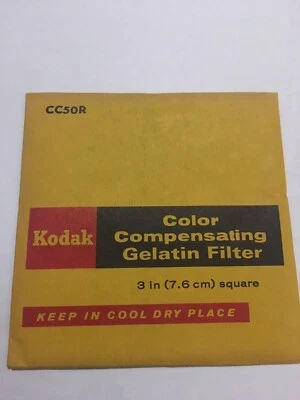 CC50R
Kodak
Color
Compensating
Gelatin Filter
3 in (7.6 cm) square
KEEP IN COOL DRY PLACE